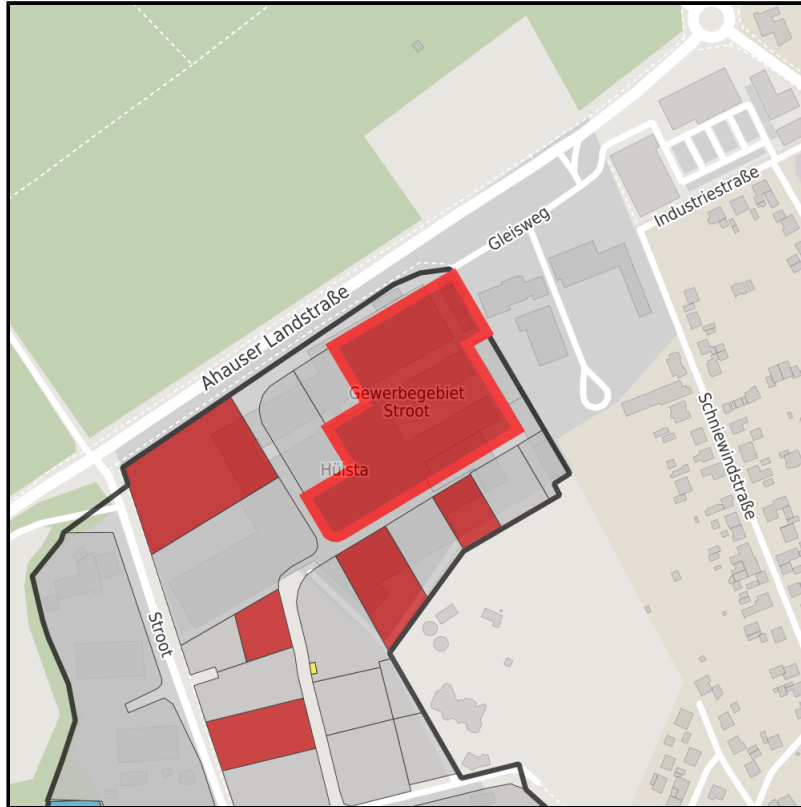 Gleisweg
Industriestraße
Ahauser Landstraße
Gewerbegebiet
Stroot
Hülsta
Schniewindstraße
Stroot